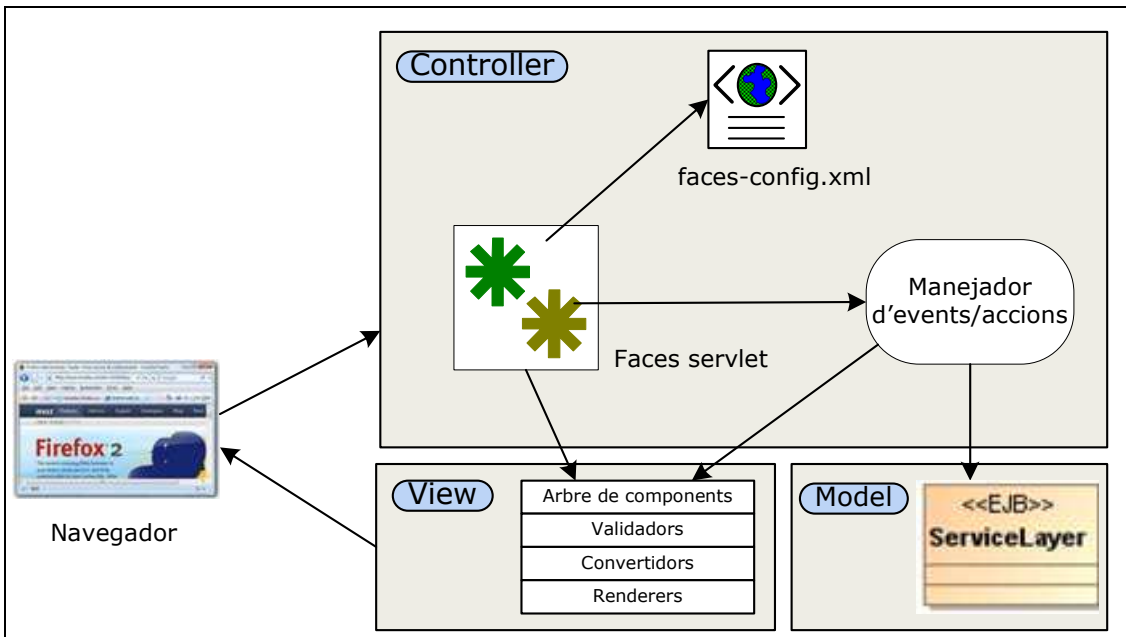 Controller
faces-config.xml
Manejador
d’events/accions
Faces servlet
Firefox 2
Navegador
View
Arbre de components
Validadors
Convertidors
Renderers
Model
<<EJB>>
ServiceLayer